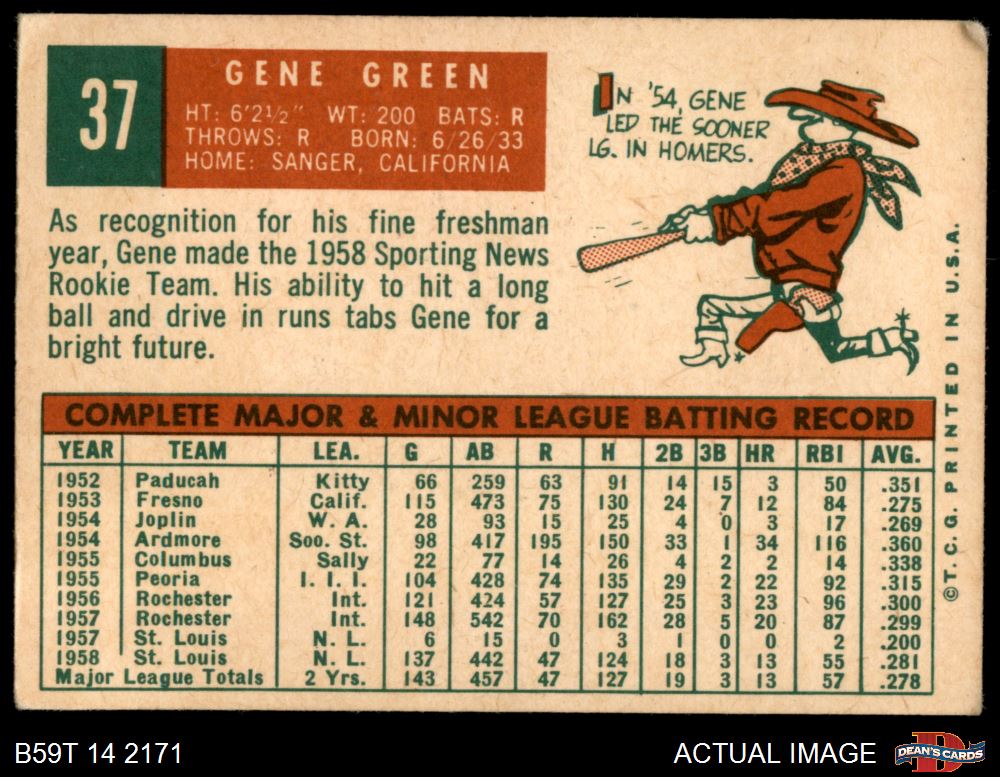 37
GENE GREEN
HT: 6'2½" WT: 200 BATS: R
THROWS: R BORN: 6/26/33
HOME: SANGER, CALIFORNIA
IN '54, GENE
LED THE SOONER
LG. IN HOMERS.
As recognition for his fine freshman
year, Gene made the 1958 Sporting News
Rookie Team. His ability to hit a long
ball and drive in runs tabs Gene for a
bright future.
COMPLETE MAJOR & MINOR LEAGUE BATTING RECORD
YEAR TEAM LEA. G AB R H 2B 3B HR RBI AVG.
1952 Paducah Kitty 66 259 63 91 14 15 3 50 .351
1953 Fresno Calif. 115 473 75 130 24 7 12 84 .275
1954 Joplin W. A. 28 93 15 25 4 0 3 17 .269
1954 Ardmore Soo. St. 98 417 195 150 33 1 34 116 .360
1955 Columbus Sally 22 77 14 26 4 2 2 14 .338
1955 Peoria I. I. I. 104 428 74 135 29 2 22 92 .315
1956 Rochester Int. 121 424 57 127 25 3 23 96 .300
1957 Rochester Int. 148 542 70 162 28 5 20 87 .299
1957 St. Louis N. L. 6 15 0 3 1 0 0 2 .200
1958 St. Louis N. L. 137 442 47 124 18 3 13 55 .281
Major League Totals 2 Yrs. 143 457 47 127 19 3 13 57 .278
©T. C. G. PRINTED IN U.S.A.
B59T 14 2171
ACTUAL IMAGE
DEAN'S CARDS